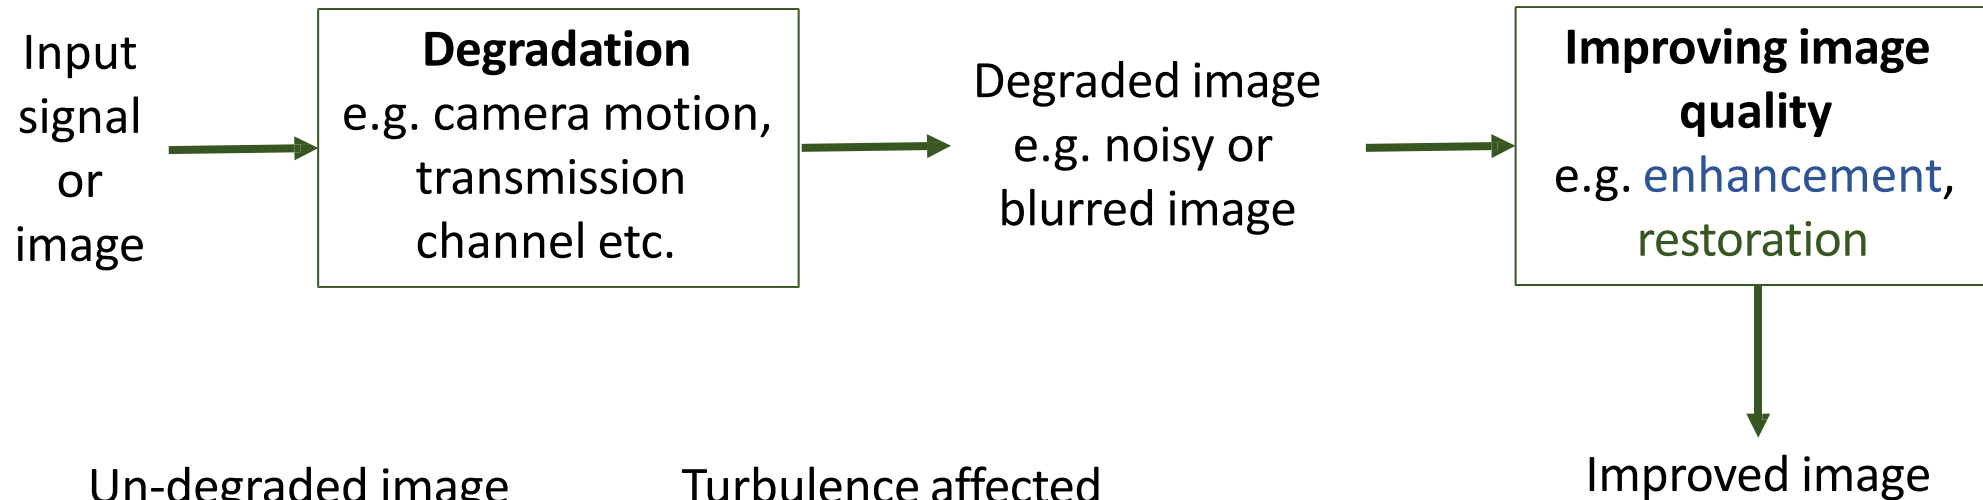 Input
signal
or
image
Degradation
e.g. camera motion,
transmission
channel etc.
Degraded image
e.g. noisy or
blurred image
Improving image
quality
e.g. enhancement,
restoration
Un-degraded image
Turbulence affected
Improved image